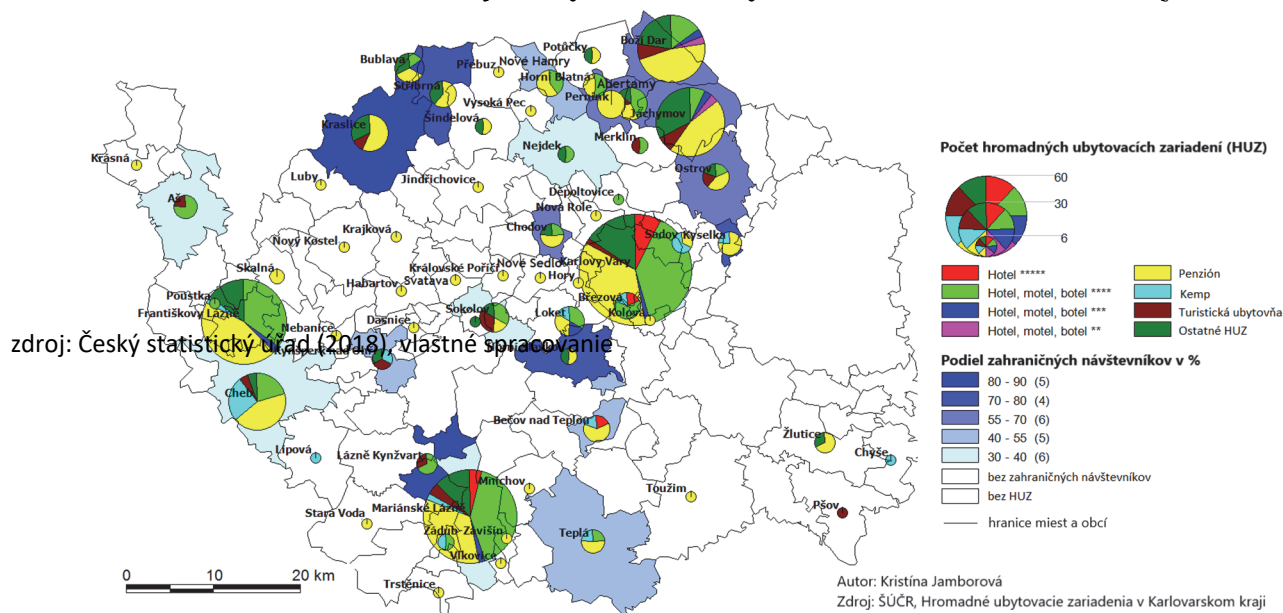 Potůčky
Boží Dar
Bublava
Přebuz
Nové Hamry
Horní Blatná
Abertamy
Stříbrná
Pernink
Vysoká Pec
Jáchymov
Kraslice
Šindelová
Merklín
Nejdek
Krásná
Ostrov
Luby
Jindřichovice
Aš
Děpoltovice
Nová Role
Chodov
Sadov
Kyselka
Krajková
Nový Kostel
Karlovy Vary
Skalná
Královské Poříčí
Nové Sedlo
Svatava
Hory
Habartov
Březová
Poustka
Františkovy Lázně
Sokolov
Loket
Kolová
Dasnice
Nebanice
zdroj: Český statistický úřad (2018), vlastné spracovanie
Kynšperk nad Ohří
Cheb
Bečov nad Teplou
Žlutice
Chyše
Lipová
Lázně Kynžvart
Mnichov
Toužim
Pšov
Mariánské Lázně
Stará Voda
Zádub-Závišín
Teplá
Vlkovice
Trstěnice
0 10 20 km
Počet hromadných ubytovacích zariadení (HUZ)
60
30
6
Hotel *****
Hotel, motel, botel ****
Hotel, motel, botel ***
Hotel, motel, botel **
Penzión
Kemp
Turistická ubytovňa
Ostatné HUZ
Podiel zahraničných návštevníkov v %
80 - 90 (5)
70 - 80 (4)
55 - 70 (6)
40 - 55 (5)
30 - 40 (6)
bez zahraničných návštevníkov
bez HUZ
hranice miest a obcí
Autor: Kristína Jamborová
Zdroj: ŠÚČR, Hromadné ubytovacie zariadenia v Karlovarskom kraji